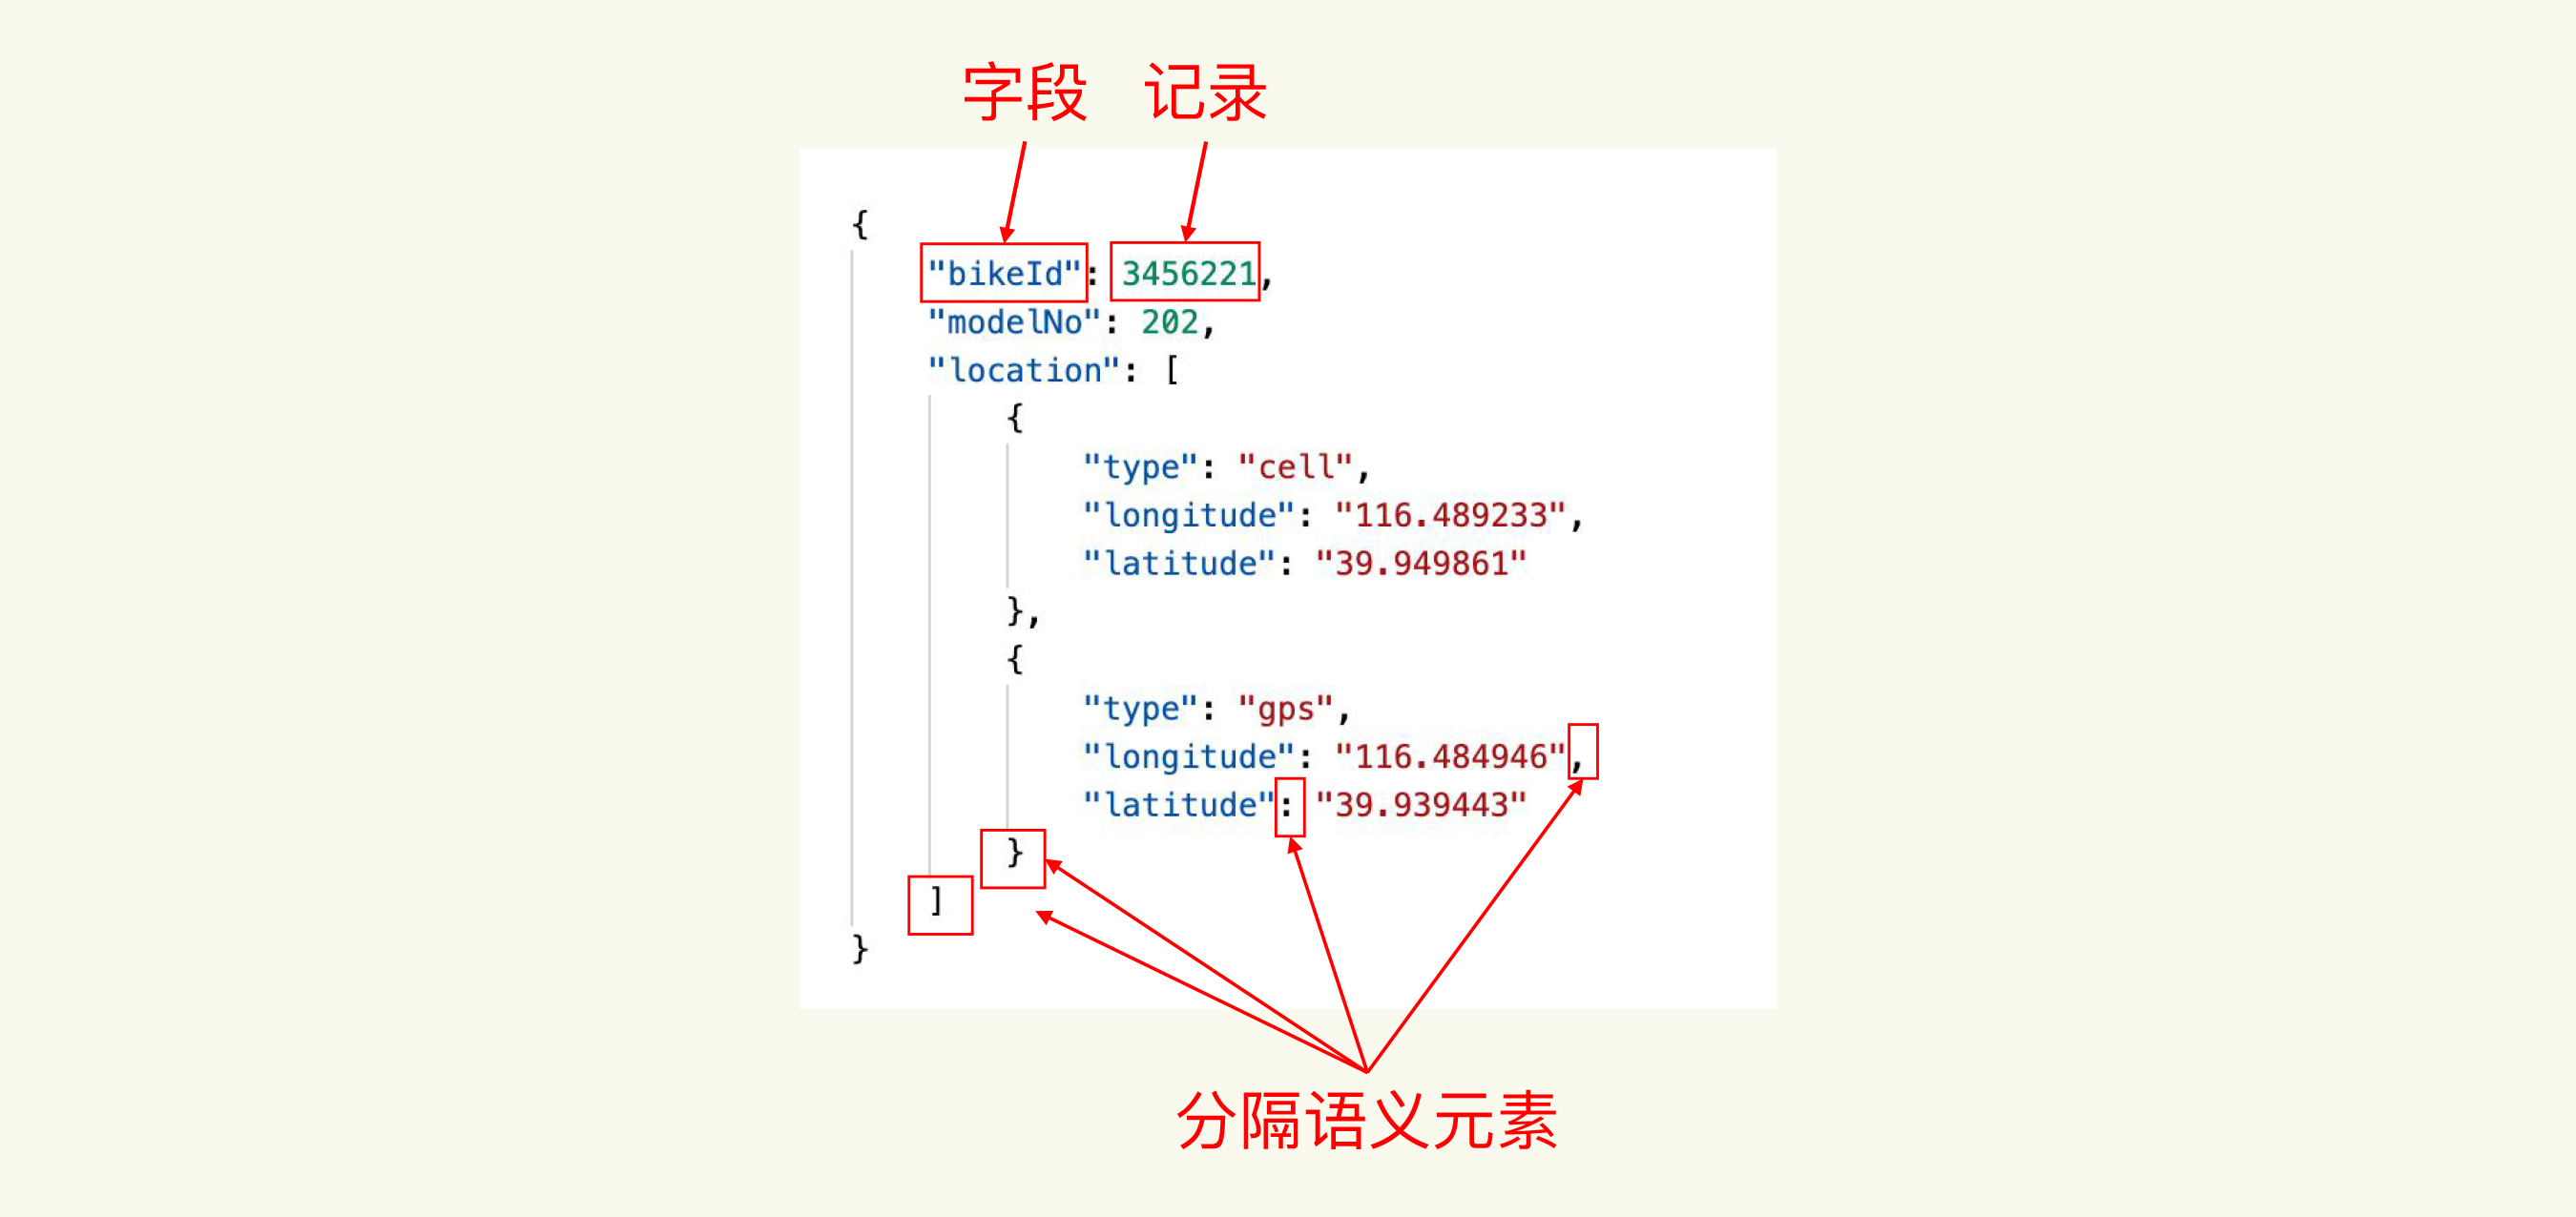 字段 记录
{
"bikeId": 3456221,
"modelNo": 202,
"location": [
{
"type": "cell",
"longitude": "116.489233",
"latitude": "39.949861"
},
{
"type": "gps",
"longitude": "116.484946",
"latitude": "39.939443"
}
]
}
分隔语义元素